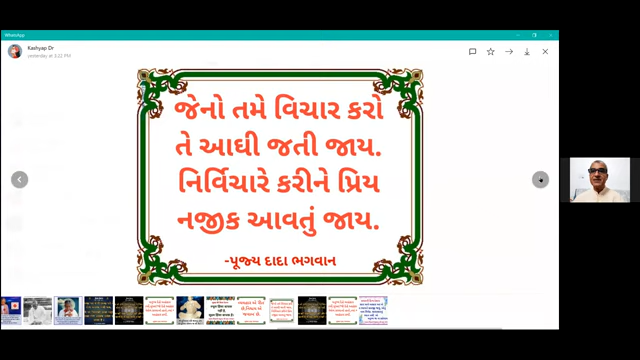 WhatsApp
Kashyap Dr
yesterday at 3:22 PM
જેનો તમે વિચાર કરો
તે આઘી જતી જાય.
નિર્વિચારે કરીને પ્રિય
નજીક આવતું જાય.
-પૂજ્ય દાદા ભગવાન